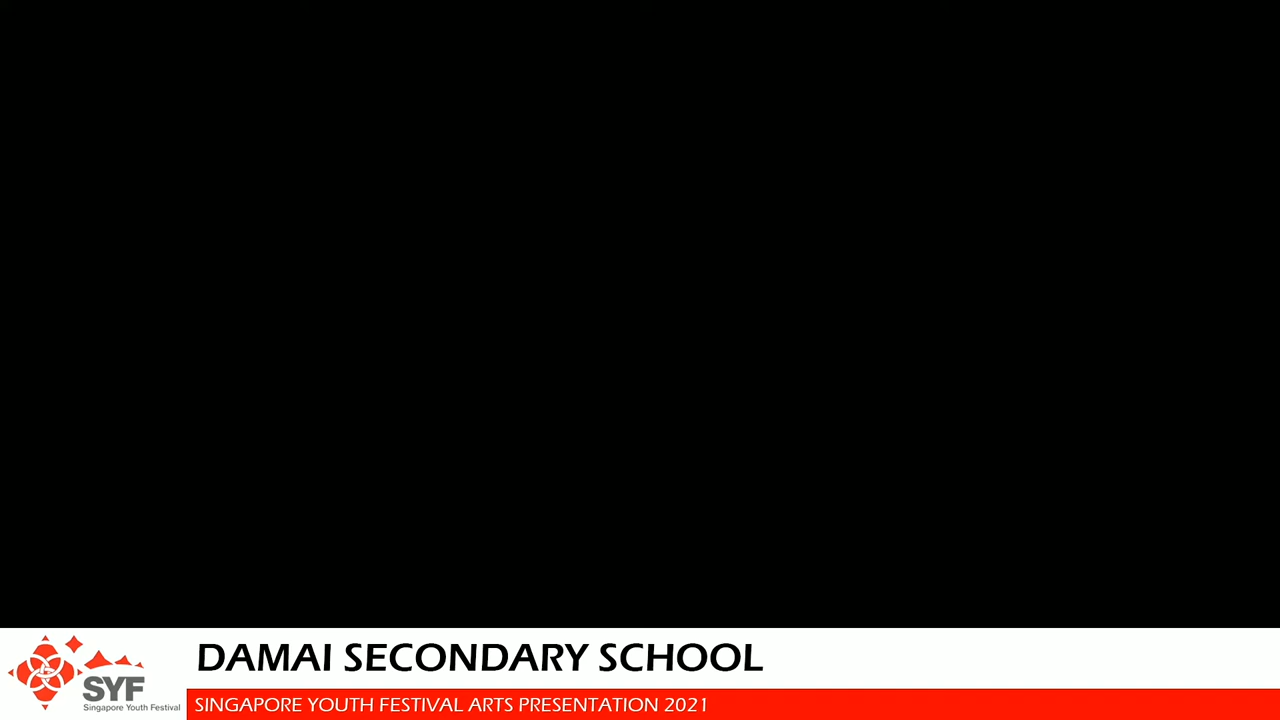 DAMAI SECONDARY SCHOOL
SYF
Singapore Youth Festival
SINGAPORE YOUTH FESTIVAL ARTS PRESENTATION 2021